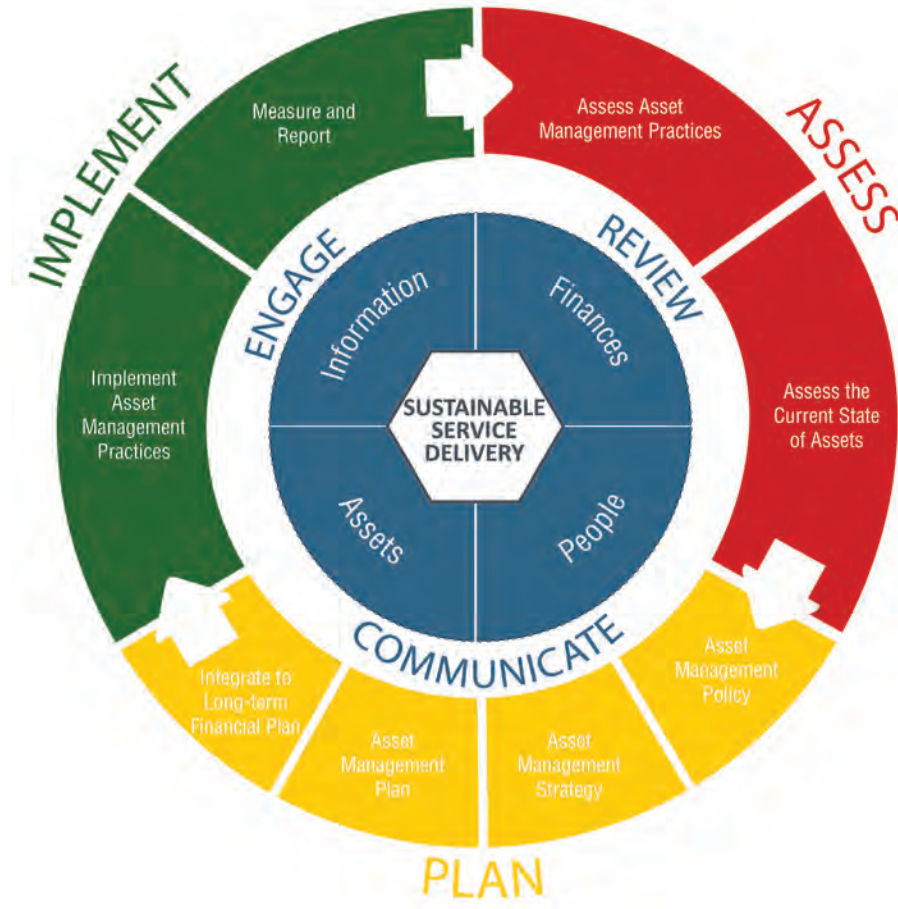 IMPLEMENT
Measure and
Report
Assess Asset
Management Practices
ASSESS
ENGAGE
REVIEW
Information
Finances
Implement
Asset
Management
Practices
SUSTAINABLE
SERVICE
DELIVERY
Assess the
Current State
of Assets
Assets
People
COMMUNICATE
Integrate to
Long-term
Financial Plan
Asset
Management
Plan
Asset
Management
Strategy
Asset
Management
Policy
PLAN